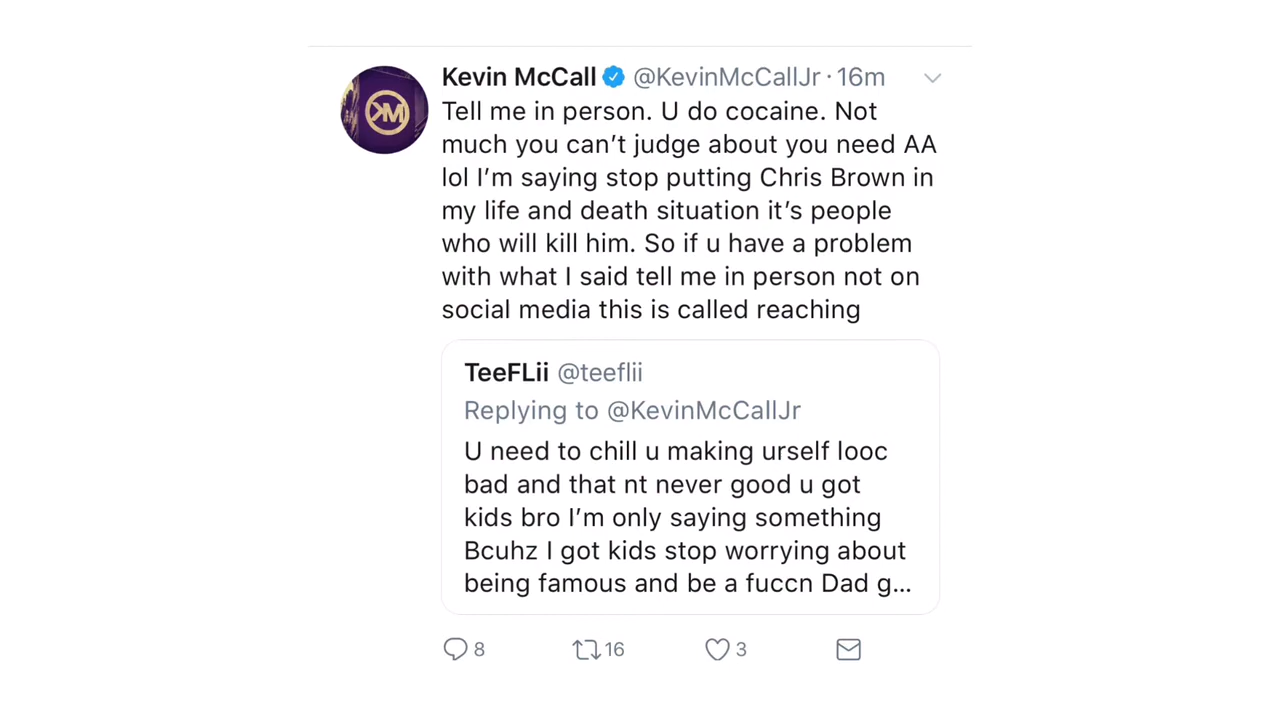 Kevin McCall @KevinMcCallJr · 16m
Tell me in person. U do cocaine. Not
much you can’t judge about you need AA
lol I’m saying stop putting Chris Brown in
my life and death situation it’s people
who will kill him. So if u have a problem
with what I said tell me in person not on
social media this is called reaching
TeeFLii @teeflii
Replying to @KevinMcCallJr
U need to chill u making urself looc
bad and that nt never good u got
kids bro I’m only saying something
Bcuhz I got kids stop worrying about
being famous and be a fuccn Dad g...
8 16 3